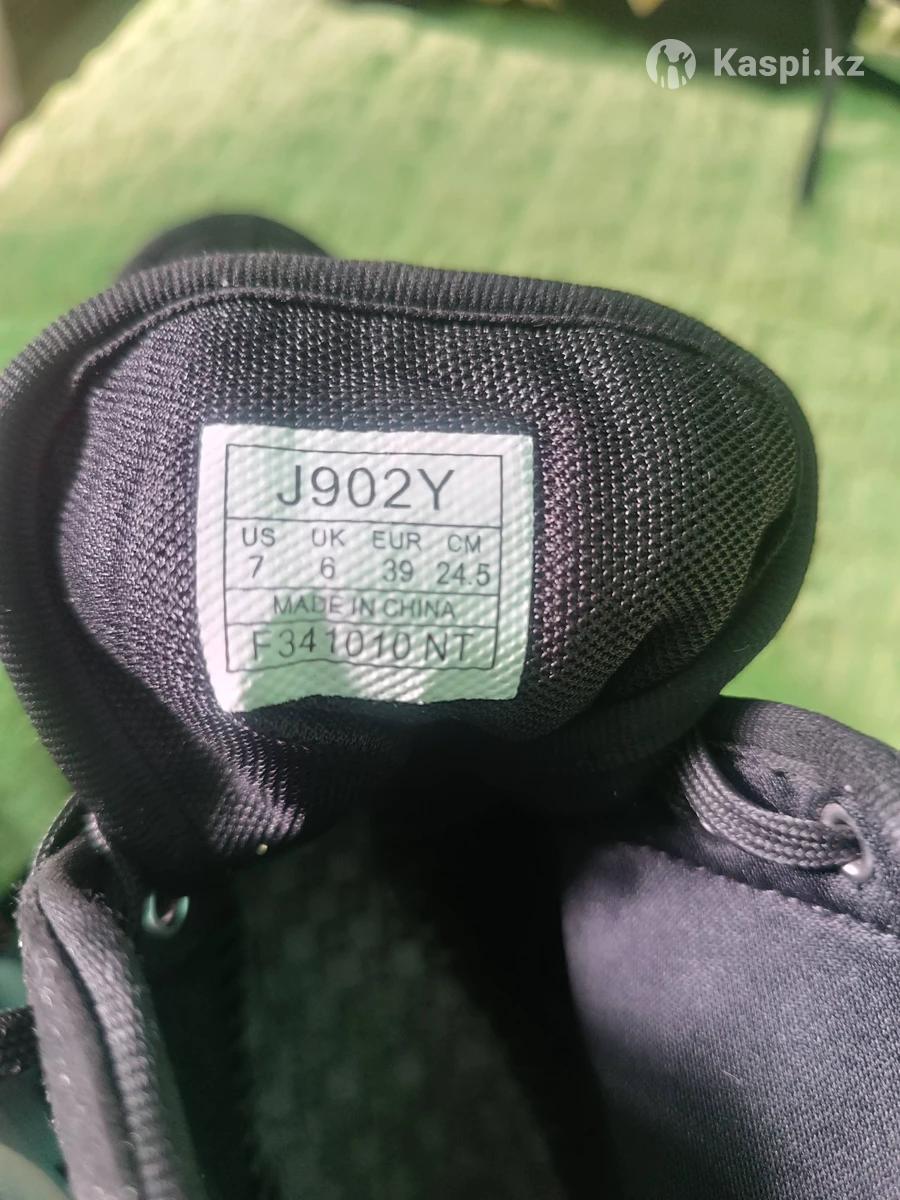 Kaspi.kz
J902Y
US UK EUR CM
7 6 39 24.5
MADE IN CHINA
F341010 NT